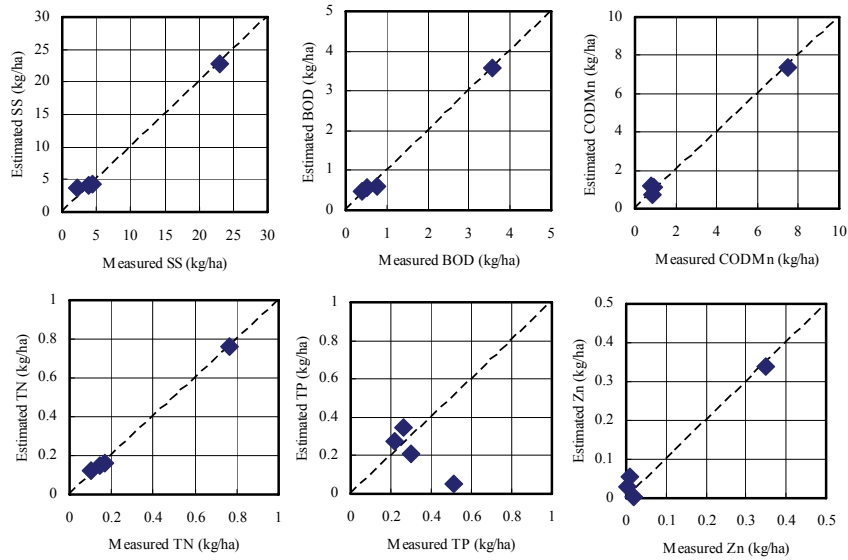 30
25
20
15
10
5
0
Estimated SS (kg/ha)
0 5 10 15 20 25 30
Measured SS (kg/ha)
5
4
3
2
1
0
Estimated BOD (kg/ha)
0 1 2 3 4 5
Measured BOD (kg/ha)
10
8
6
4
2
0
Estimated CODMn (kg/ha)
0 2 4 6 8 10
Measured CODMn (kg/ha)
1
0.8
0.6
0.4
0.2
0
Estimated TN (kg/ha)
0 0.2 0.4 0.6 0.8 1
Measured TN (kg/ha)
1
0.8
0.6
0.4
0.2
0
Estimated TP (kg/ha)
0 0.2 0.4 0.6 0.8 1
Measured TP (kg/ha)
0.5
0.4
0.3
0.2
0.1
0
Estimated Zn (kg/ha)
0 0.1 0.2 0.3 0.4 0.5
Measured Zn (kg/ha)